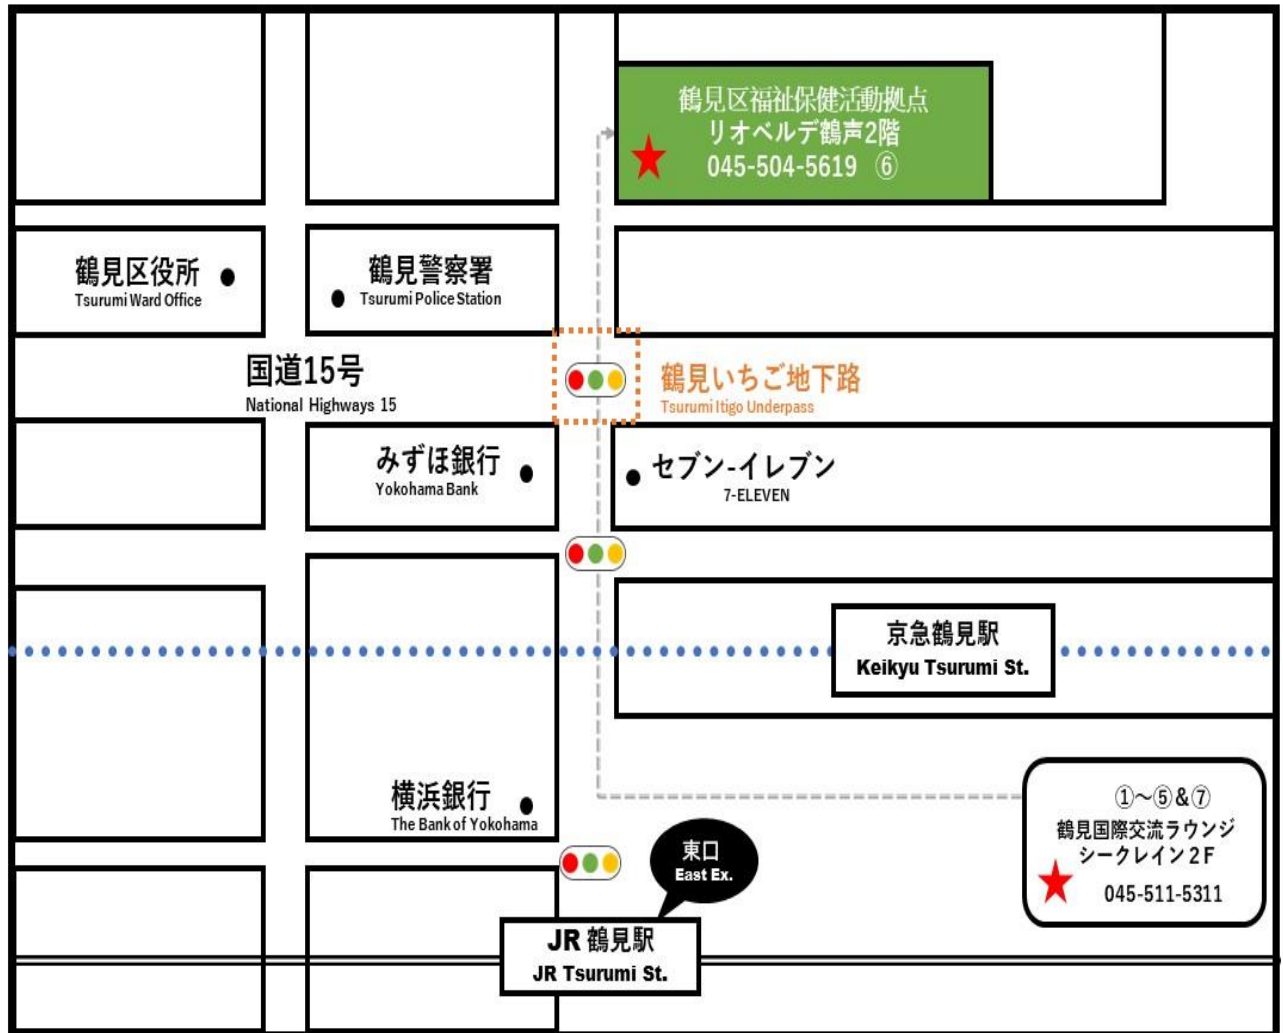 鶴見区福祉保健活動拠点
リオベルデ鶴声2階
045-504-5619 ⑥
鶴見区役所
Tsurumi Ward Office
鶴見警察署
Tsurumi Police Station
国道15号
National Highways 15
鶴見いちご地下路
Tsurumi Itigo Underpass
みずほ銀行
Yokohama Bank
セブン-イレブン
7-ELEVEN
京急鶴見駅
Keikyu Tsurumi St.
横浜銀行
The Bank of Yokohama
東口
East Ex.
①～⑤&⑦
鶴見国際交流ラウンジ
シークレイン2F
045-511-5311
JR 鶴見駅
JR Tsurumi St.